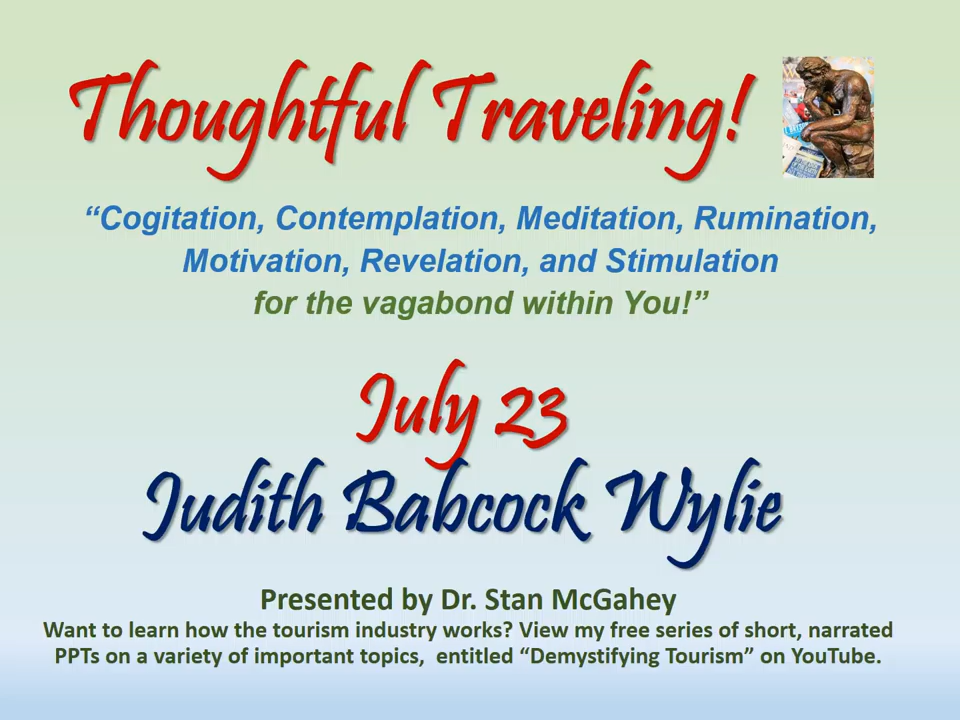 Thoughtful Traveling!
“Cogitation, Contemplation, Meditation, Rumination,
Motivation, Revelation, and Stimulation
for the vagabond within You!”
July 23
Judith Babcock Wylie
Presented by Dr. Stan McGahey
Want to learn how the tourism industry works? View my free series of short, narrated
PPTs on a variety of important topics,  entitled “Demystifying Tourism” on YouTube.